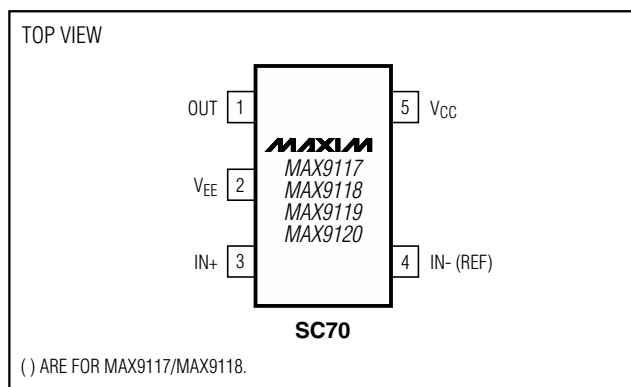 TOP VIEW
OUT 1
5 VCC
MAXIM
MAX9117
MAX9118
MAX9119
MAX9120
VEE 2
IN+ 3
4 IN- (REF)
SC70
( ) ARE FOR MAX9117/MAX9118.